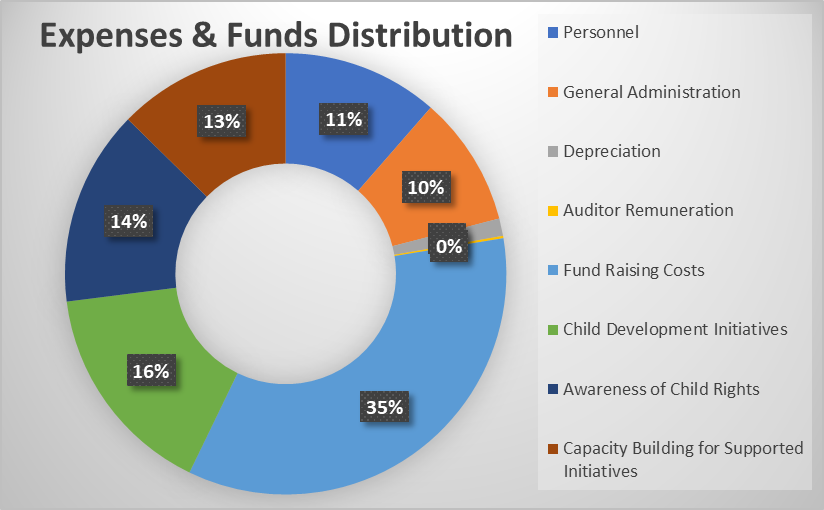 Expenses & Funds Distribution
Personnel
General Administration
Depreciation
Auditor Remuneration
Fund Raising Costs
Child Development Initiatives
Awareness of Child Rights
Capacity Building for Supported
Initiatives
11%
10%
0%
35%
16%
14%
13%